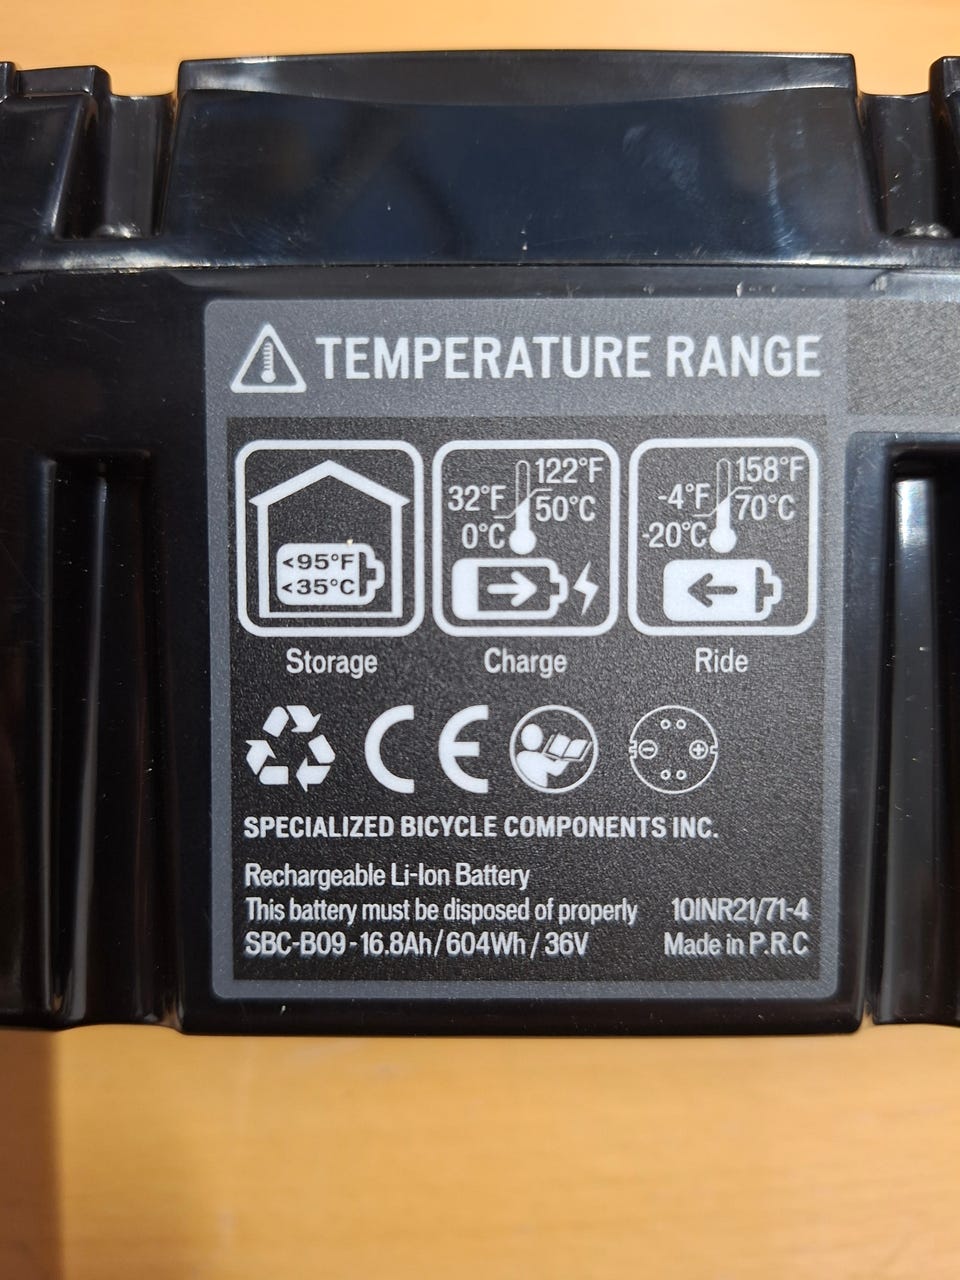 TEMPERATURE RANGE
<95°F
<35°C
Storage
32°F
0°C
122°F
50°C
Charge
-4°F
-20°C
158°F
70°C
Ride
CE
SPECIALIZED BICYCLE COMPONENTS INC.
Rechargeable Li-Ion Battery
This battery must be disposed of properly 10INR21/71-4
SBC-B09 - 16.8Ah / 604Wh / 36V Made in P.R.C